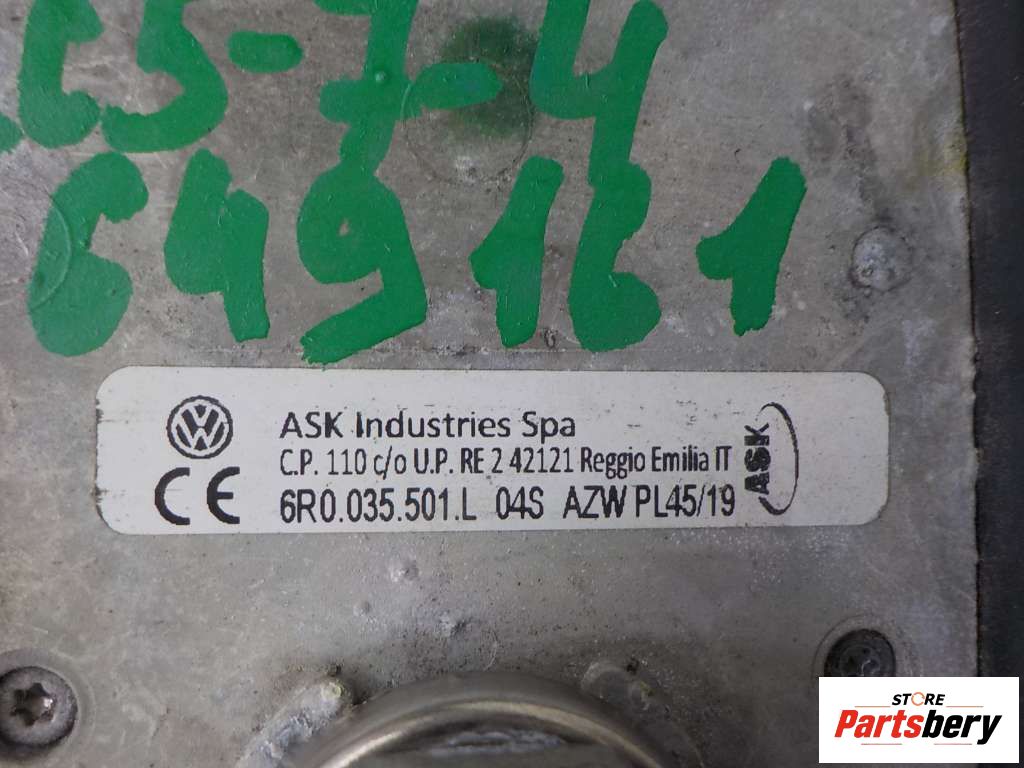 C5-7-4
649161
ASK Industries Spa
C.P. 110 c/o U.P. RE 2 42121 Reggio Emilia IT
CE 6R0.035.501.L 04S AZW PL45/19
ASK
STORE
Partsbery